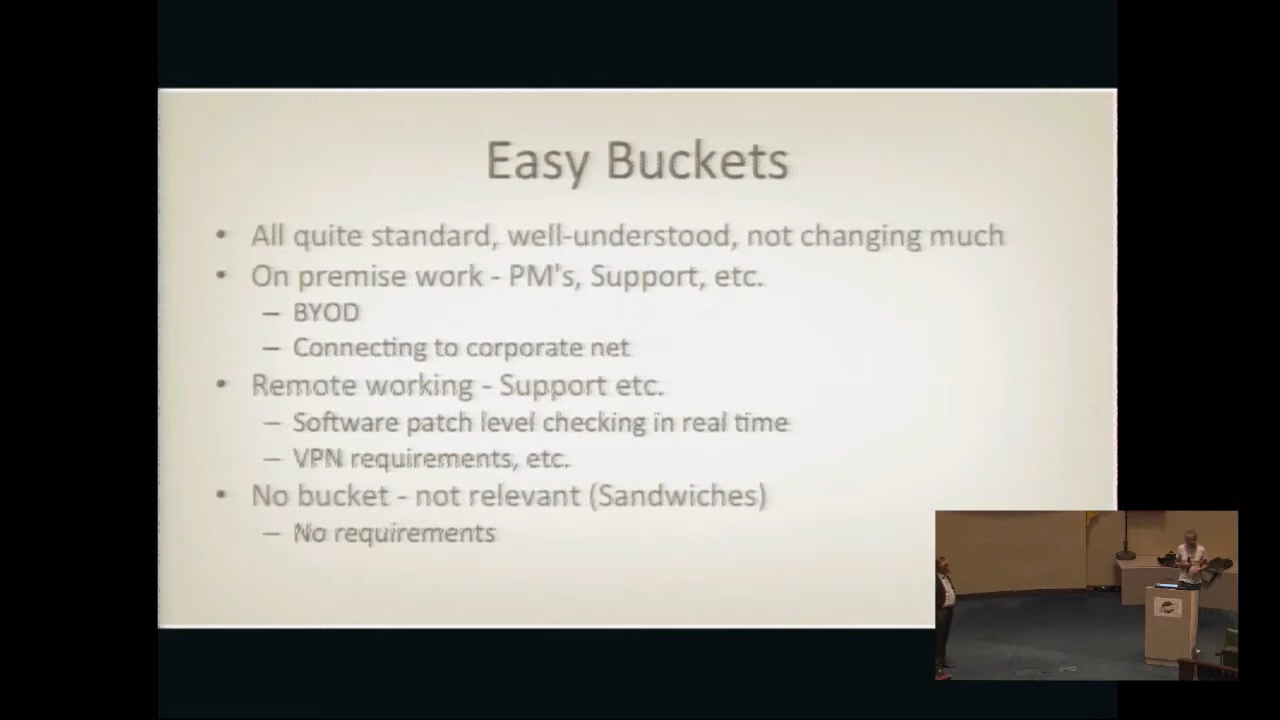 Easy Buckets
• All quite standard, well-understood, not changing much
• On premise work - PM's, Support, etc.
– BYOD
– Connecting to corporate net
• Remote working - Support etc.
– Software patch level checking in real time
– VPN requirements, etc.
• No bucket - not relevant (Sandwiches)
– No requirements